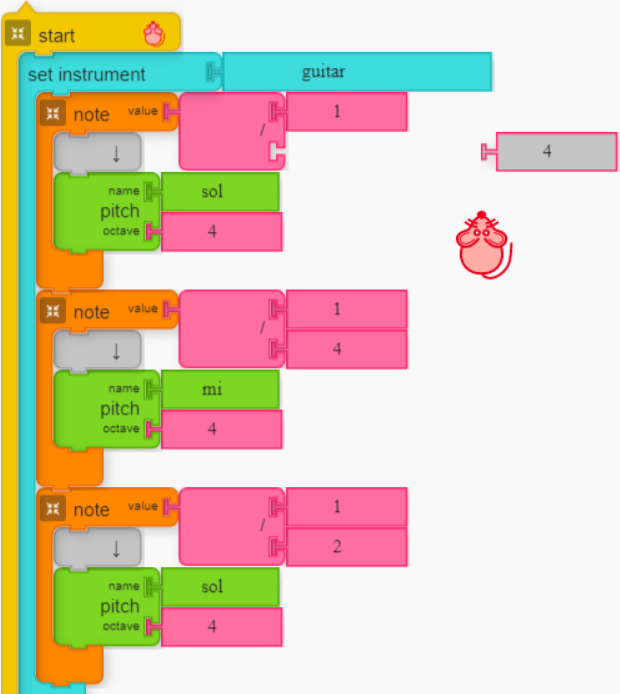 start
set instrument guitar
note value 1
/
↓ 4
name sol
pitch
octave 4
note value 1
/
↓ 4
name mi
pitch
octave 4
note value 1
/
↓ 2
name sol
pitch
octave 4